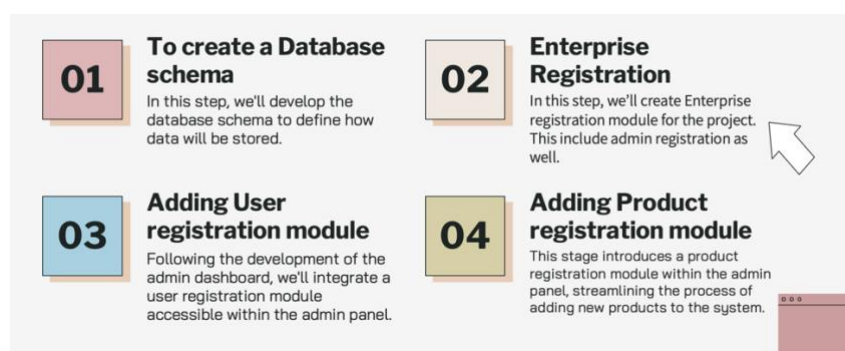 01
To create a Database
schema
In this step, we'll develop the
database schema to define how
data will be stored.
02
Enterprise
Registration
In this step, we'll create Enterprise
registration module for the project.
This include admin registration as
well.
03
Adding User
registration module
Following the development of the
admin dashboard, we'll integrate a
user registration module
accessible within the admin panel.
04
Adding Product
registration module
This stage introduces a product
registration module within the admin
panel, streamlining the process of
adding new products to the system.